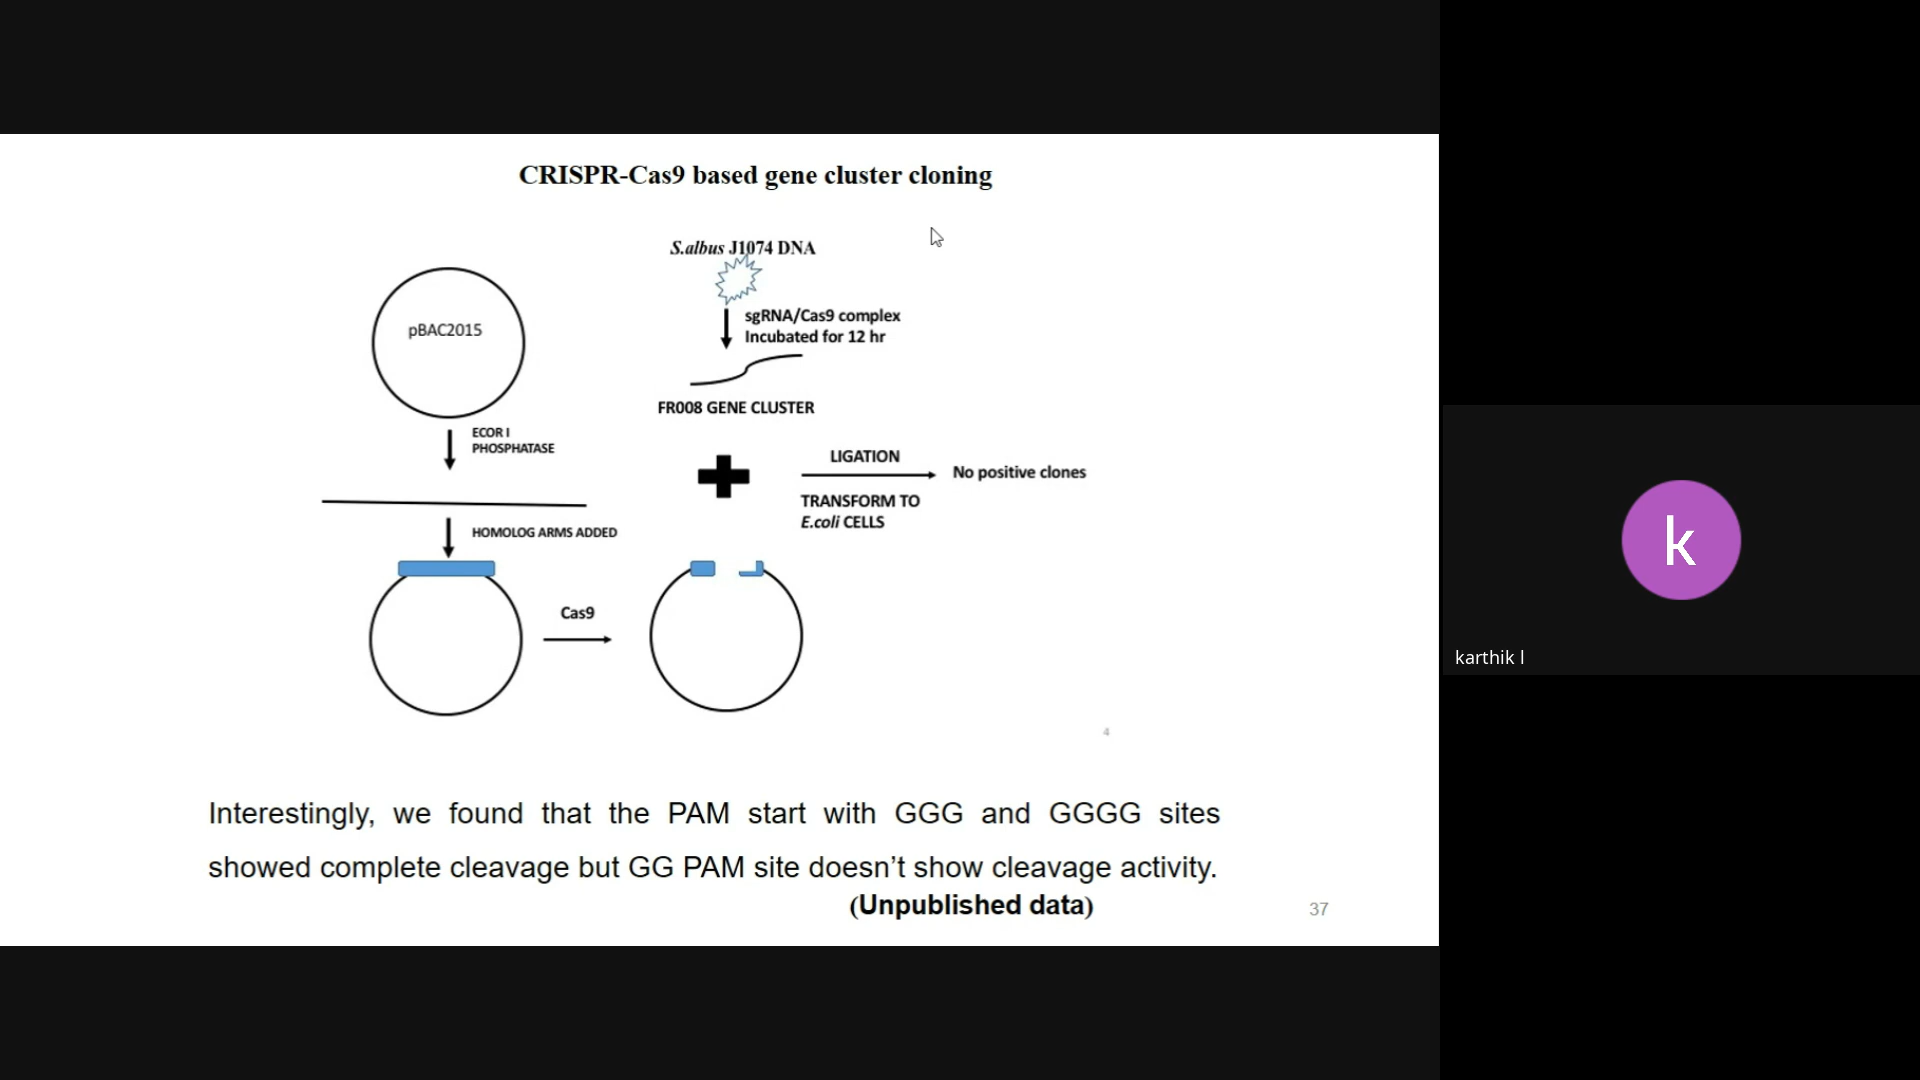 CRISPR-Cas9 based gene cluster cloning
S.albus J1074 DNA
pBAC2015
sgRNA/Cas9 complex
Incubated for 12 hr
FR008 GENE CLUSTER
ECOR I
PHOSPHATASE
LIGATION
No positive clones
TRANSFORM TO
E.coli CELLS
HOMOLOG ARMS ADDED
Cas9
4
Interestingly, we found that the PAM start with GGG and GGGG sites
showed complete cleavage but GG PAM site doesn’t show cleavage activity.
(Unpublished data)
37
k
karthik l